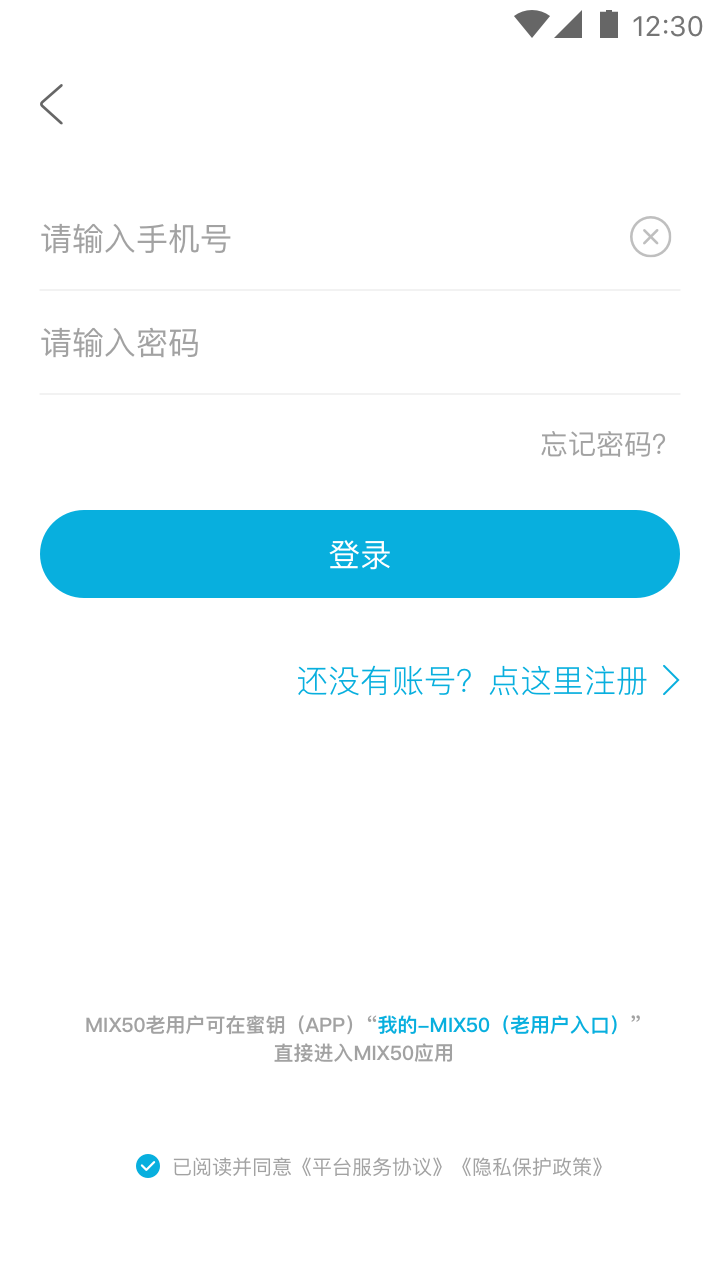 12:30
请输入手机号
请输入密码
忘记密码?
登录
还没有账号？点这里注册
MIX50老用户可在蜜钥（APP）“我的–MIX50（老用户入口）”
直接进入MIX50应用
已阅读并同意《平台服务协议》《隐私保护政策》